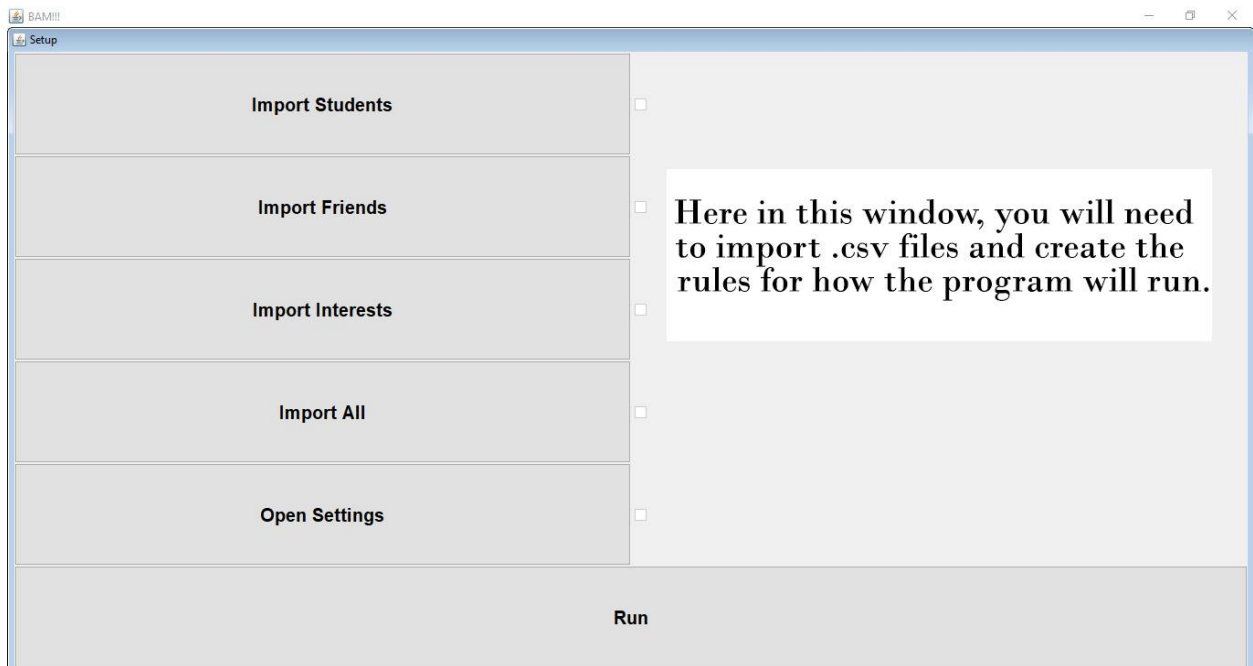 BAM!!!
Setup
Import Students
Import Friends
Here in this window, you will need
to import .csv files and create the
rules for how the program will run.
Import Interests
Import All
Open Settings
Run